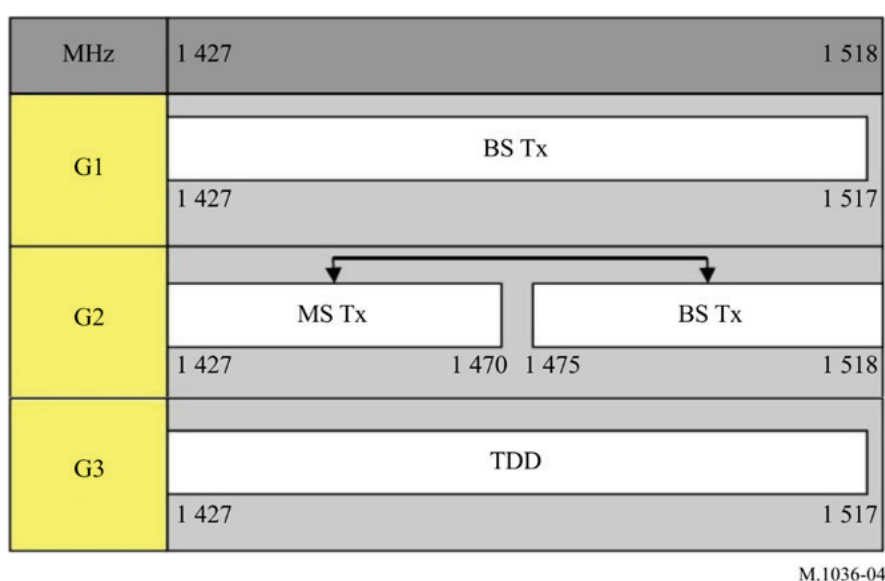 MHz 1 427 1 518
G1 BS Tx
1 427 1 517
G2 MS Tx BS Tx
1 427 1 470 1 475 1 518
G3 TDD
1 427 1 517
M.1036-04